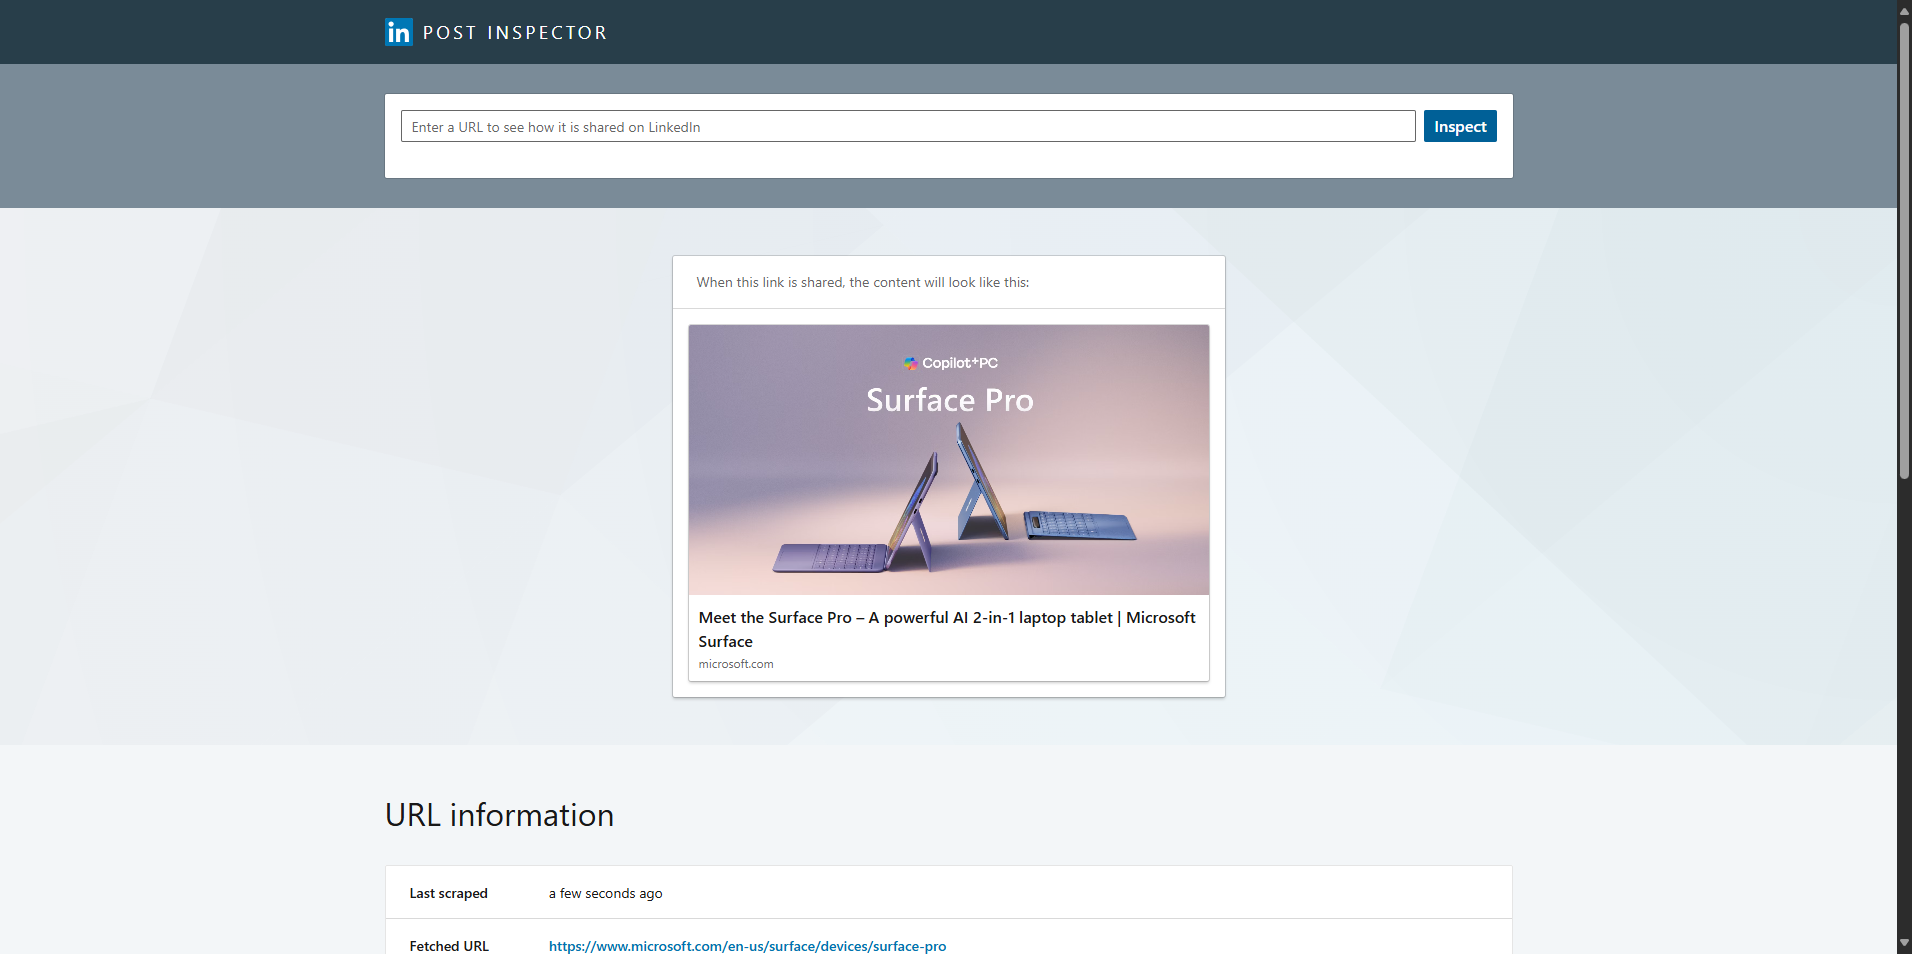 in POST INSPECTOR
Enter a URL to see how it is shared on LinkedIn
Inspect
When this link is shared, the content will look like this:
Copilot+PC
Surface Pro
Meet the Surface Pro – A powerful AI 2-in-1 laptop tablet | Microsoft
Surface
microsoft.com
URL information
Last scraped a few seconds ago
Fetched URL https://www.microsoft.com/en-us/surface/devices/surface-pro